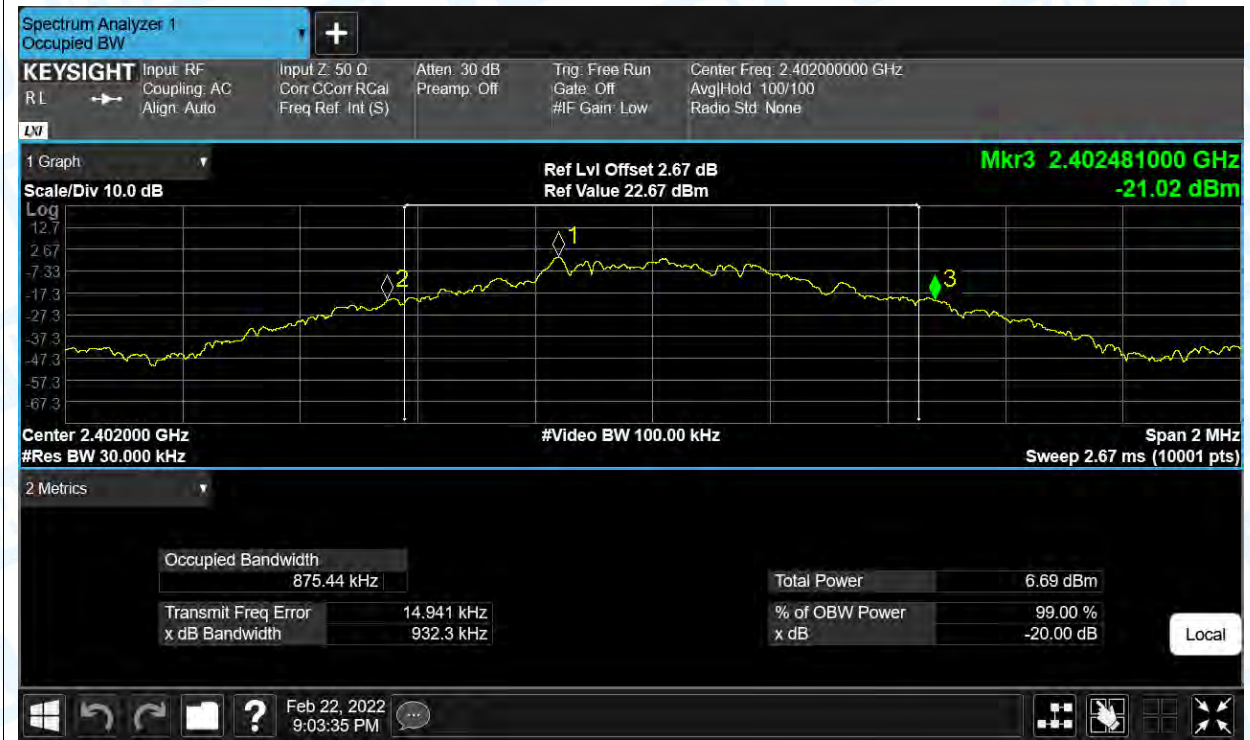 Spectrum Analyzer 1
Occupied BW
+
KEYSIGHT
R L
LXI
Input: RF
Coupling: AC
Align: Auto
Input Z: 50 Ω
Corr CCorr RCal
Freq Ref: Int (S)
Atten: 30 dB
Preamp: Off
Trig: Free Run
Gate: Off
#IF Gain: Low
Center Freq: 2.402000000 GHz
Avg|Hold: 100/100
Radio Std: None
1 Graph
Scale/Div 10.0 dB
Ref Lvl Offset 2.67 dB
Ref Value 22.67 dBm
Mkr3 2.402481000 GHz
-21.02 dBm
Log
12.7
2.67
-7.33
-17.3
-27.3
-37.3
-47.3
-57.3
-67.3
1
2
3
Center 2.402000 GHz
#Video BW 100.00 kHz
Span 2 MHz
#Res BW 30.000 kHz
Sweep 2.67 ms (10001 pts)
2 Metrics
Occupied Bandwidth
875.44 kHz
Total Power 6.69 dBm
Transmit Freq Error 14.941 kHz
% of OBW Power 99.00 %
x dB Bandwidth 932.3 kHz
x dB -20.00 dB
Local
?
Feb 22, 2022
9:03:35 PM